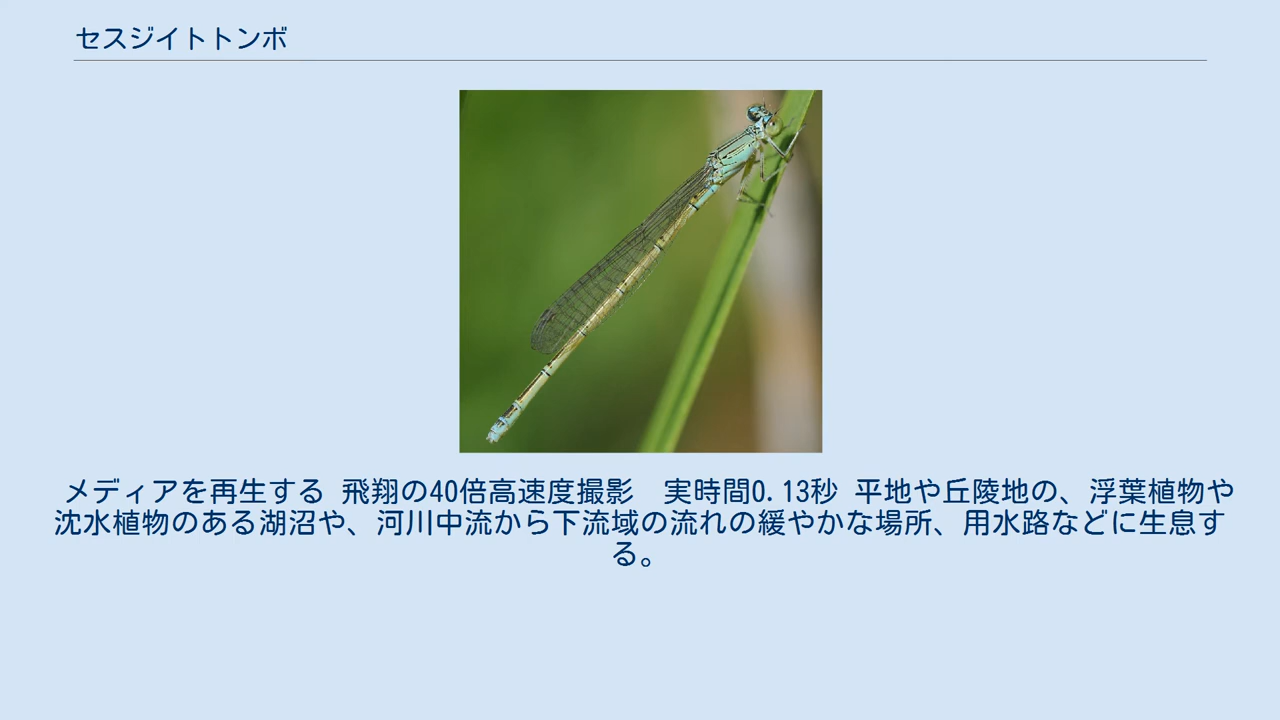 セスジイトトンボ
メディアを再生する 飛翔の40倍高速度撮影　実時間0.13秒 平地や丘陵地の、浮葉植物や
沈水植物のある湖沼や、河川中流から下流域の流れの緩やかな場所、用水路などに生息す
る。